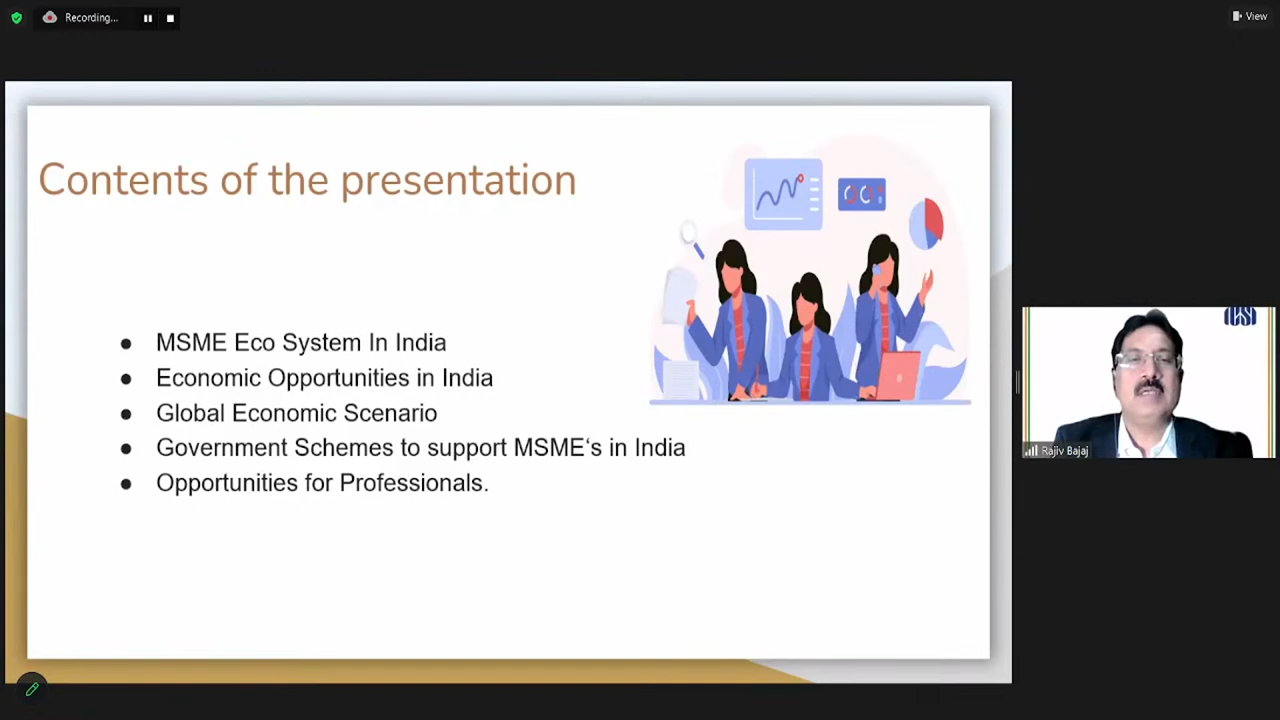 Recording...
View
Contents of the presentation
● MSME Eco System In India
● Economic Opportunities in India
● Global Economic Scenario
● Government Schemes to support MSME‘s in India
● Opportunities for Professionals.
Rajiv Bajaj